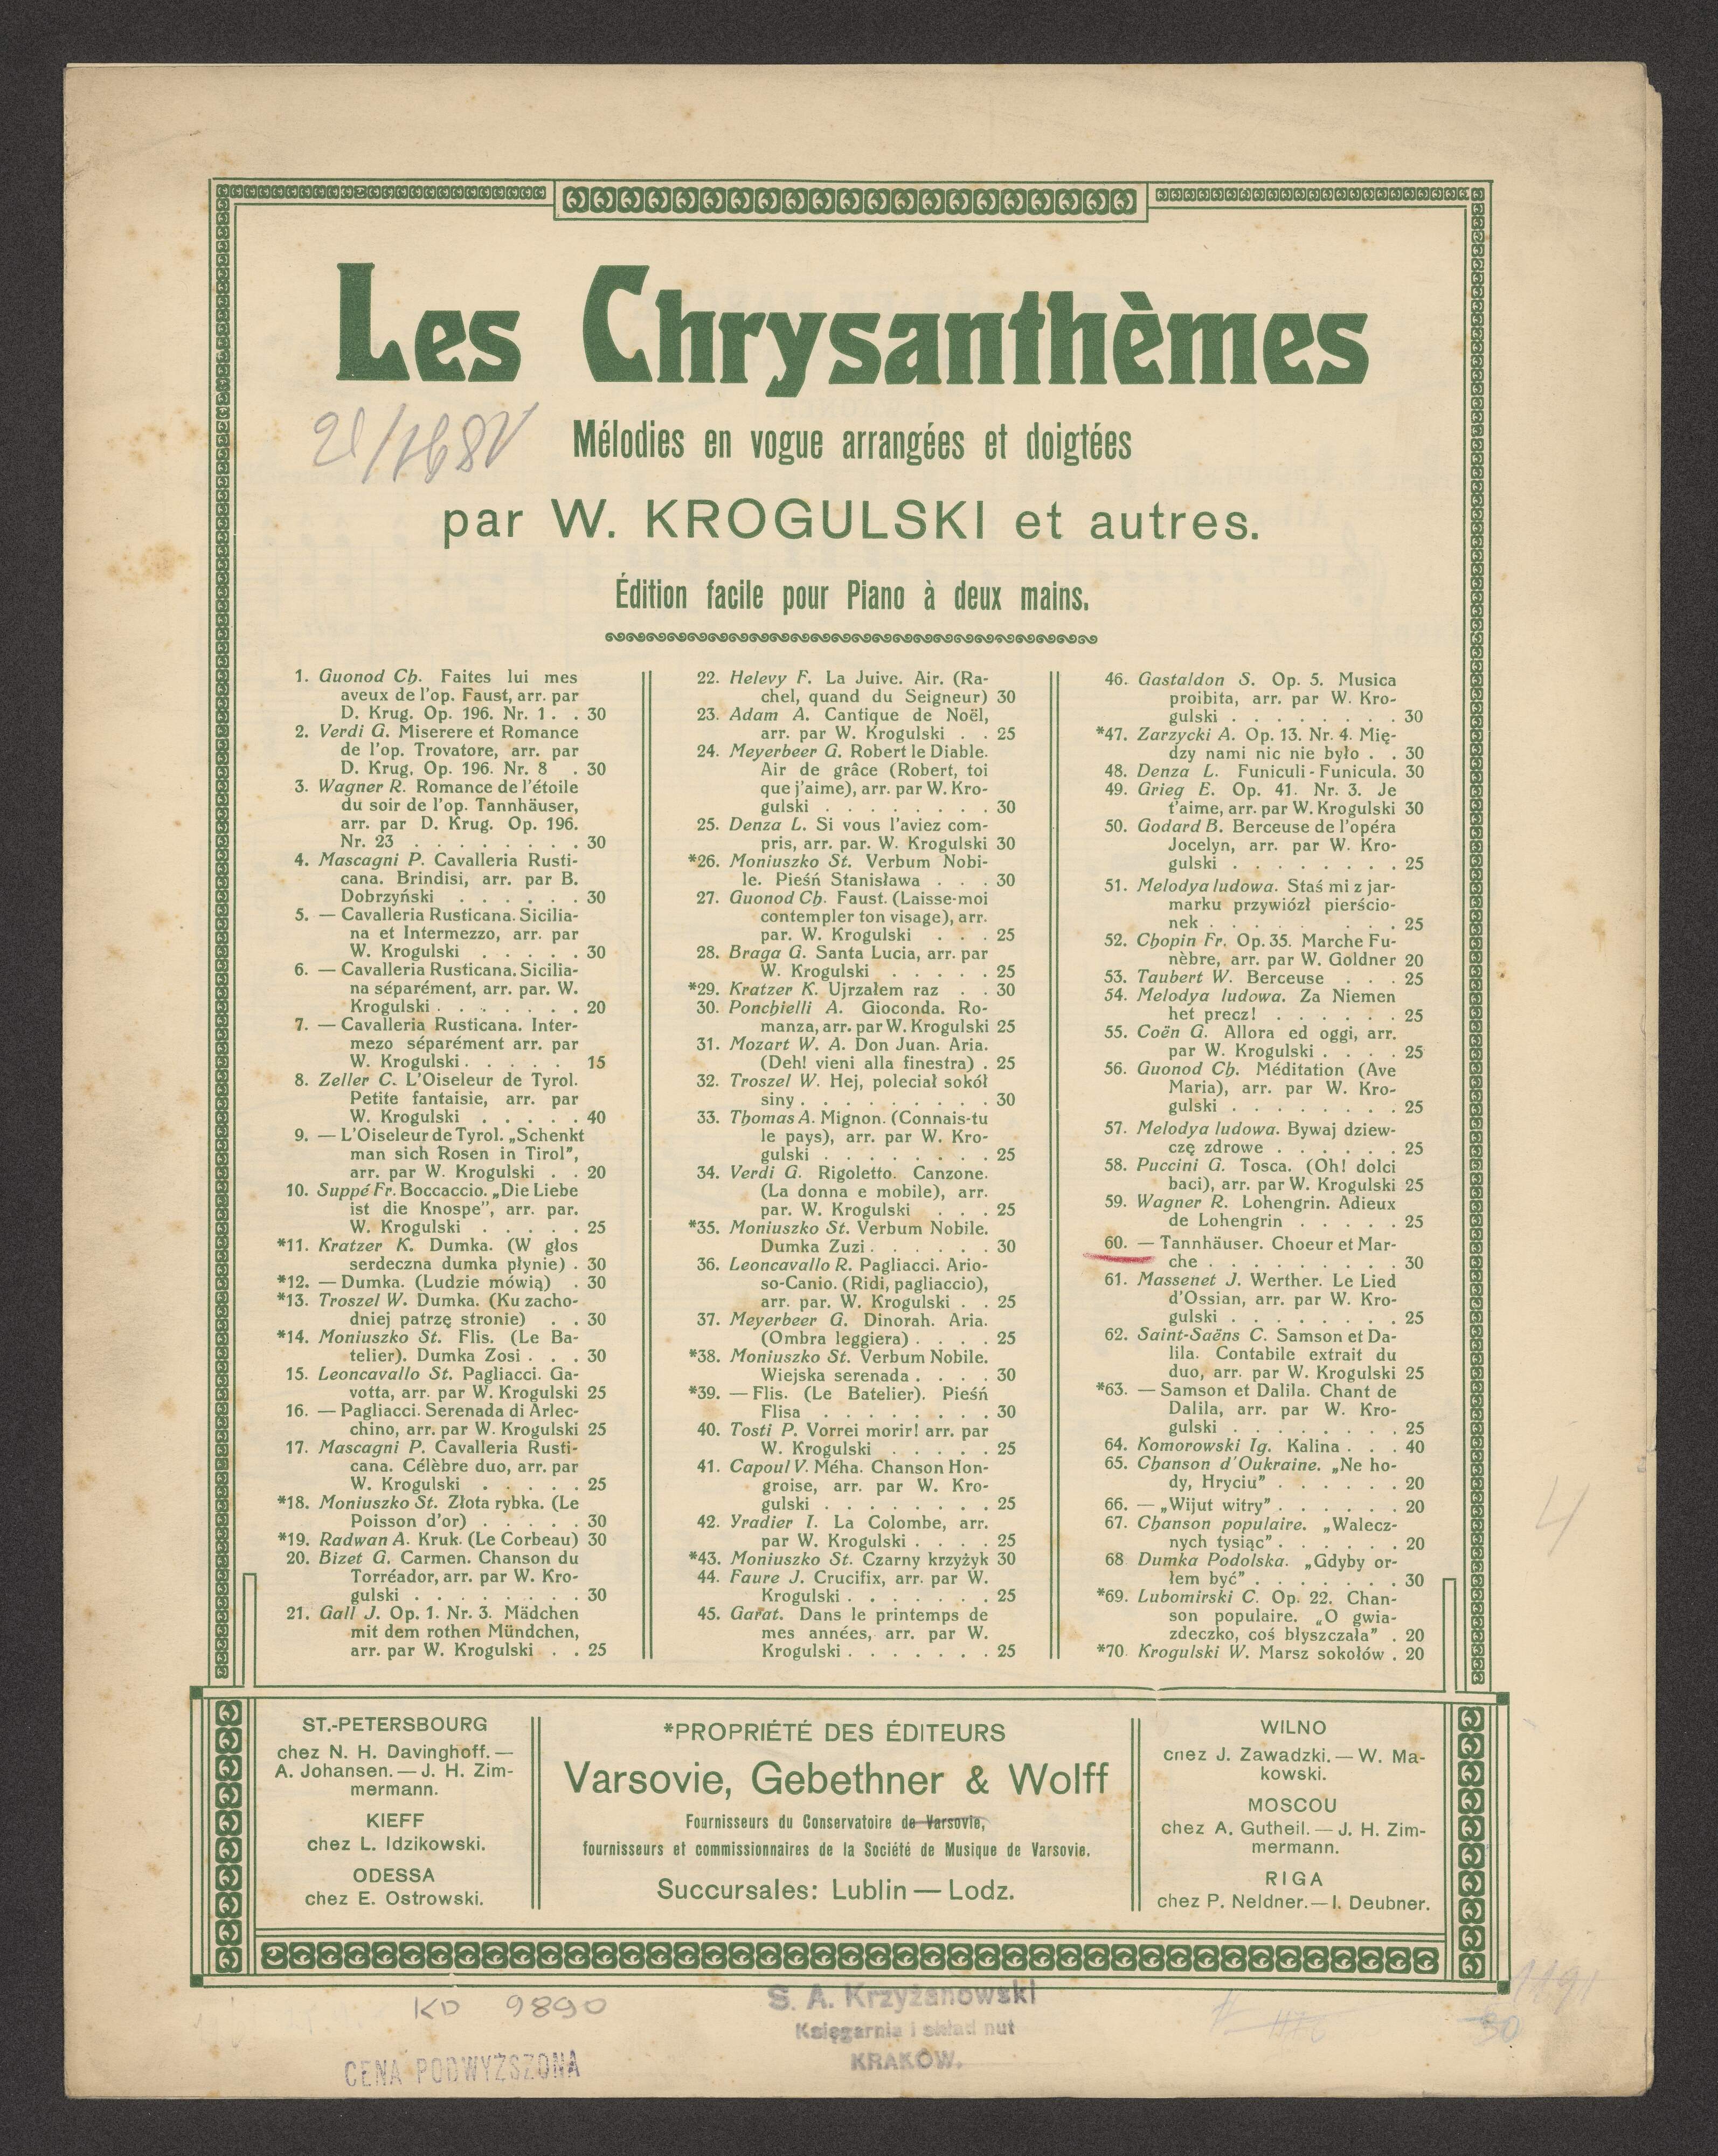 Les Chrysanthèmes
Mélodies en vogue arrangées et doigtées
par W. KROGULSKI et autres.
Édition facile pour Piano à deux mains.
1. Guonod Ch. Faites lui mes
aveux de l'op. Faust, arr. par
D. Krug. Op. 196. Nr. 1 . . 30
2. Verdi G. Miserere et Romance
de l'op. Trovatore, arr. par
D. Krug. Op. 196. Nr. 8 . 30
3. Wagner R. Romance de l'étoile
du soir de l'op. Tannhäuser,
arr. par D. Krug. Op. 196.
Nr. 23 . . . . . . . . 30
4. Mascagni P. Cavalleria Rusti-
cana. Brindisi, arr. par B.
Dobrzyński . . . . . . 30
5. — Cavalleria Rusticana. Sicilia-
na et Intermezzo, arr. par
W. Krogulski . . . . . 30
6. — Cavalleria Rusticana. Sicilia-
na séparément, arr. par. W.
Krogulski . . . . . . . 20
7. — Cavalleria Rusticana. Inter-
mezo séparément arr. par
W. Krogulski . . . . . 15
8. Zeller C. L'Oiseleur de Tyrol.
Petite fantaisie, arr. par
W. Krogulski . . . . . 40
9. — L'Oiseleur de Tyrol. „Schenkt
man sich Rosen in Tirol”,
arr. par W. Krogulski . . 20
10. Suppé Fr. Boccaccio. „Die Liebe
ist die Knospe”, arr. par.
W. Krogulski . . . . . 25
*11. Kratzer K. Dumka. (W głos
serdeczna dumka płynie) . 30
*12. — Dumka. (Ludzie mówią) . 30
*13. Troszel W. Dumka. (Ku zacho-
dniej patrzę stronie) . . 30
*14. Moniuszko St. Flis. (Le Ba-
telier). Dumka Zosi . . . 30
15. Leoncavallo St. Pagliacci. Ga-
votta, arr. par W. Krogulski 25
16. — Pagliacci. Serenada di Arlec-
chino, arr. par W. Krogulski 25
17. Mascagni P. Cavalleria Rusti-
cana. Célèbre duo, arr. par
W. Krogulski . . . . . 25
*18. Moniuszko St. Złota rybka. (Le
Poisson d'or) . . . . . 30
*19. Radwan A. Kruk. (Le Corbeau) 30
20. Bizet G. Carmen. Chanson du
Torréador, arr. par W. Kro-
gulski . . . . . . . . 30
21. Gall J. Op. 1. Nr. 3. Mädchen
mit dem rothen Mündchen,
arr. par W. Krogulski . . 25
22. Helevy F. La Juive. Air. (Ra-
chel, quand du Seigneur) 30
23. Adam A. Cantique de Noël,
arr. par W. Krogulski . . 25
24. Meyerbeer G. Robert le Diable.
Air de grâce (Robert, toi
que j'aime), arr. par W. Kro-
gulski . . . . . . . . 30
25. Denza L. Si vous l'aviez com-
pris, arr. par. W. Krogulski 30
*26. Moniuszko St. Verbum Nobi-
le. Pieśń Stanisława . . . 30
27. Guonod Ch. Faust. (Laisse-moi
contempler ton visage), arr.
par. W. Krogulski . . . 25
28. Braga G. Santa Lucia, arr. par
W. Krogulski . . . . . 25
*29. Kratzer K. Ujrzałem raz . . 30
30. Ponchielli A. Gioconda. Ro-
manza, arr. par W. Krogulski 25
31. Mozart W. A. Don Juan. Aria.
(Deh! vieni alla finestra) . 25
32. Troszel W. Hej, poleciał sokół
siny . . . . . . . . . 30
33. Thomas A. Mignon. (Connais-tu
le pays), arr. par W. Kro-
gulski . . . . . . . . 25
34. Verdi G. Rigoletto. Canzone.
(La donna e mobile), arr.
par. W. Krogulski . . . 25
*35. Moniuszko St. Verbum Nobile.
Dumka Zuzi . . . . . . 30
36. Leoncavallo R. Pagliacci. Ario-
so-Canio. (Ridi, pagliaccio),
arr. par. W. Krogulski . . 25
37. Meyerbeer G. Dinorah. Aria.
(Ombra leggiera) . . . . 25
*38. Moniuszko St. Verbum Nobile.
Wiejska serenada . . . . 30
*39. — Flis. (Le Batelier). Pieśń
Flisa . . . . . . . . 30
40. Tosti P. Vorrei morir! arr. par
W. Krogulski . . . . . 25
41. Capoul V. Méha. Chanson Hon-
groise, arr. par W. Kro-
gulski . . . . . . . . 25
42. Yradier I. La Colombe, arr.
par W. Krogulski . . . . 25
*43. Moniuszko St. Czarny krzyżyk 30
44. Faure J. Crucifix, arr. par W.
Krogulski . . . . . . . 25
45. Garat. Dans le printemps de
mes années, arr. par W.
Krogulski . . . . . . . 25
46. Gastaldon S. Op. 5. Musica
proibita, arr. par W. Kro-
gulski . . . . . . . . 30
*47. Zarzycki A. Op. 13. Nr. 4. Mię-
dzy nami nic nie było . . 30
48. Denza L. Funiculi-Funicula. 30
49. Grieg E. Op. 41. Nr. 3. Je
t'aime, arr. par W. Krogulski 30
50. Godard B. Berceuse de l'opéra
Jocelyn, arr. par W. Kro-
gulski . . . . . . . . 25
51. Melodya ludowa. Staś mi z jar-
marku przywiózł pierścio-
nek . . . . . . . . . 25
52. Chopin Fr. Op. 35. Marche Fu-
nèbre, arr. par W. Goldner 20
53. Taubert W. Berceuse . . . 25
54. Melodya ludowa. Za Niemen
het precz! . . . . . . 25
55. Coën G. Allora ed oggi, arr.
par W. Krogulski . . . . 25
56. Guonod Ch. Méditation (Ave
Maria), arr. par W. Kro-
gulski . . . . . . . . 25
57. Melodya ludowa. Bywaj dziew-
czę zdrowe . . . . . . 25
58. Puccini G. Tosca. (Oh! dolci
baci), arr. par W. Krogulski 25
59. Wagner R. Lohengrin. Adieux
de Lohengrin . . . . . 25
60. — Tannhäuser. Choeur et Mar-
che . . . . . . . . . 30
61. Massenet J. Werther. Le Lied
d'Ossian, arr. par W. Kro-
gulski . . . . . . . . 25
62. Saint-Saëns C. Samson et Da-
lila. Contabile extrait du
duo, arr. par W. Krogulski 25
*63. — Samson et Dalila. Chant de
Dalila, arr. par W. Kro-
gulski . . . . . . . . 25
64. Komorowski Ig. Kalina . . . 40
65. Chanson d'Oukraine. „Ne ho-
dy, Hryciu” . . . . . . 20
66. — „Wijut witry” . . . . . . 20
67. Chanson populaire. „Walecz-
nych tysiąc” . . . . . . 20
68 Dumka Podolska. „Gdyby or-
łem być” . . . . . . . 30
*69. Lubomirski C. Op. 22. Chan-
son populaire. „O gwia-
zdeczko, coś błyszczała” . 20
*70. Krogulski W. Marsz sokołów . 20
ST.-PETERSBOURG
chez N. H. Davinghoff. —
A. Johansen. — J. H. Zim-
mermann.
KIEFF
chez L. Idzikowski.
ODESSA
chez E. Ostrowski.
*PROPRIÉTÉ DES ÉDITEURS
Varsovie, Gebethner & Wolff
Fournisseurs du Conservatoire de Varsovie,
fournisseurs et commissionnaires de la Société de Musique de Varsovie.
Succursales: Lublin — Lodz.
WILNO
chez J. Zawadzki. — W. Ma-
kowski.
MOSCOU
chez A. Gutheil. — J. H. Zim-
mermann.
RIGA
chez P. Neldner. — I. Deubner.
4
KD 9890
S. A. Krzyżanowski
Księgarnia i skład nut
KRAKÓW.
1191
30
CENA PODWYŻSZONA